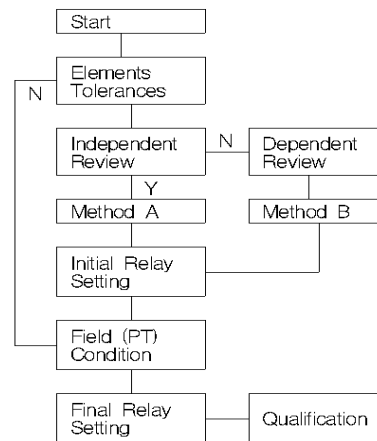 Start
Elements
Tolerances
N
Independent
Review
N
Dependent
Review
Y
Method A
Method B
Initial Relay
Setting
Field (PT)
Condition
Final Relay
Setting
Qualification